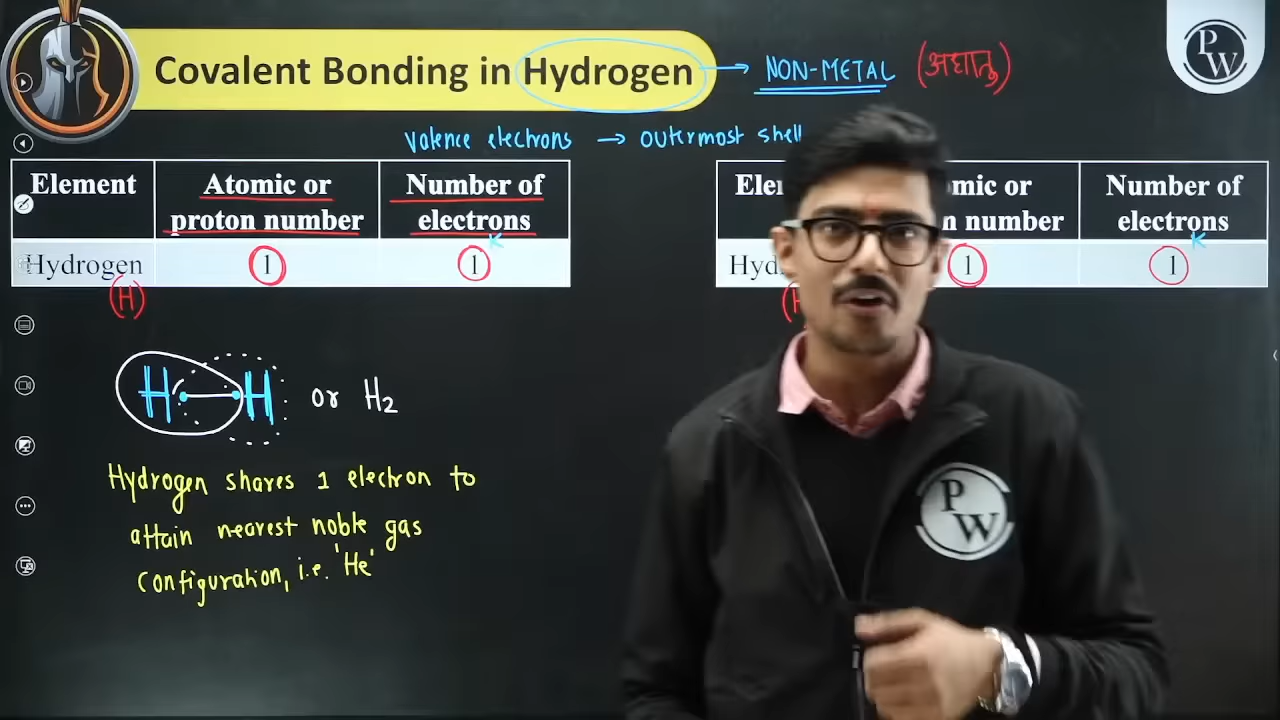 Covalent Bonding in Hydrogen → NON-METAL (अधातु)
PW
valence electrons → outermost shell
Element Atomic or proton number Number of electrons
K
Hydrogen 1 1
(H)
Number of electrons
K
1 1
H H or H2
Hydrogen shares 1 electron to
attain nearest noble gas
configuration, i.e. 'He'
PW